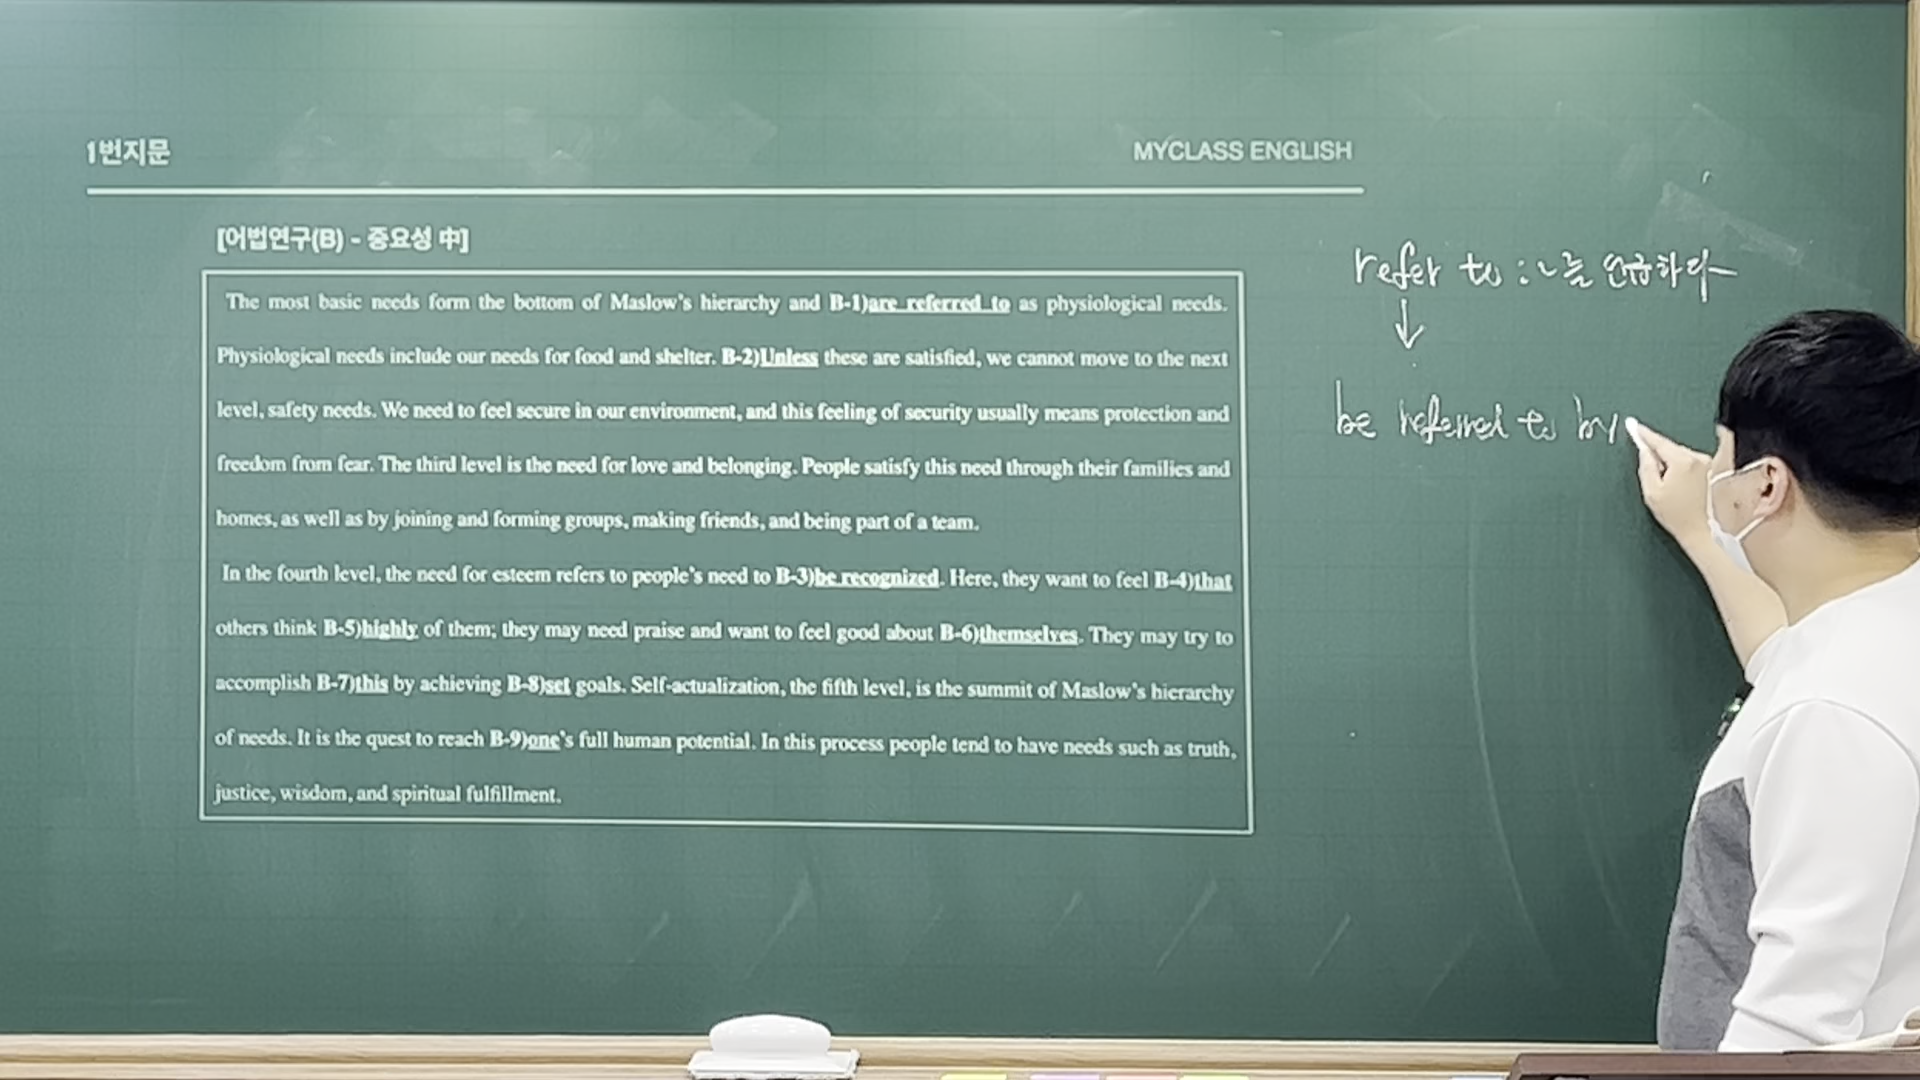 1번지문
MYCLASS ENGLISH
[어법연구(B) - 중요성 中]
The most basic needs form the bottom of Maslow's hierarchy and B-1)are referred to as physiological needs.
Physiological needs include our needs for food and shelter. B-2)Unless these are satisfied, we cannot move to the next
level, safety needs. We need to feel secure in our environment, and this feeling of security usually means protection and
freedom from fear. The third level is the need for love and belonging. People satisfy this need through their families and
homes, as well as by joining and forming groups, making friends, and being part of a team.
In the fourth level, the need for esteem refers to people's need to B-3)be recognized. Here, they want to feel B-4)that
others think B-5)highly of them; they may need praise and want to feel good about B-6)themselves. They may try to
accomplish B-7)this by achieving B-8)set goals. Self-actualization, the fifth level, is the summit of Maslow's hierarchy
of needs. It is the quest to reach B-9)one's full human potential. In this process people tend to have needs such as truth,
justice, wisdom, and spiritual fulfillment.
refer to : ~를 언급하다
↓
be referred to by